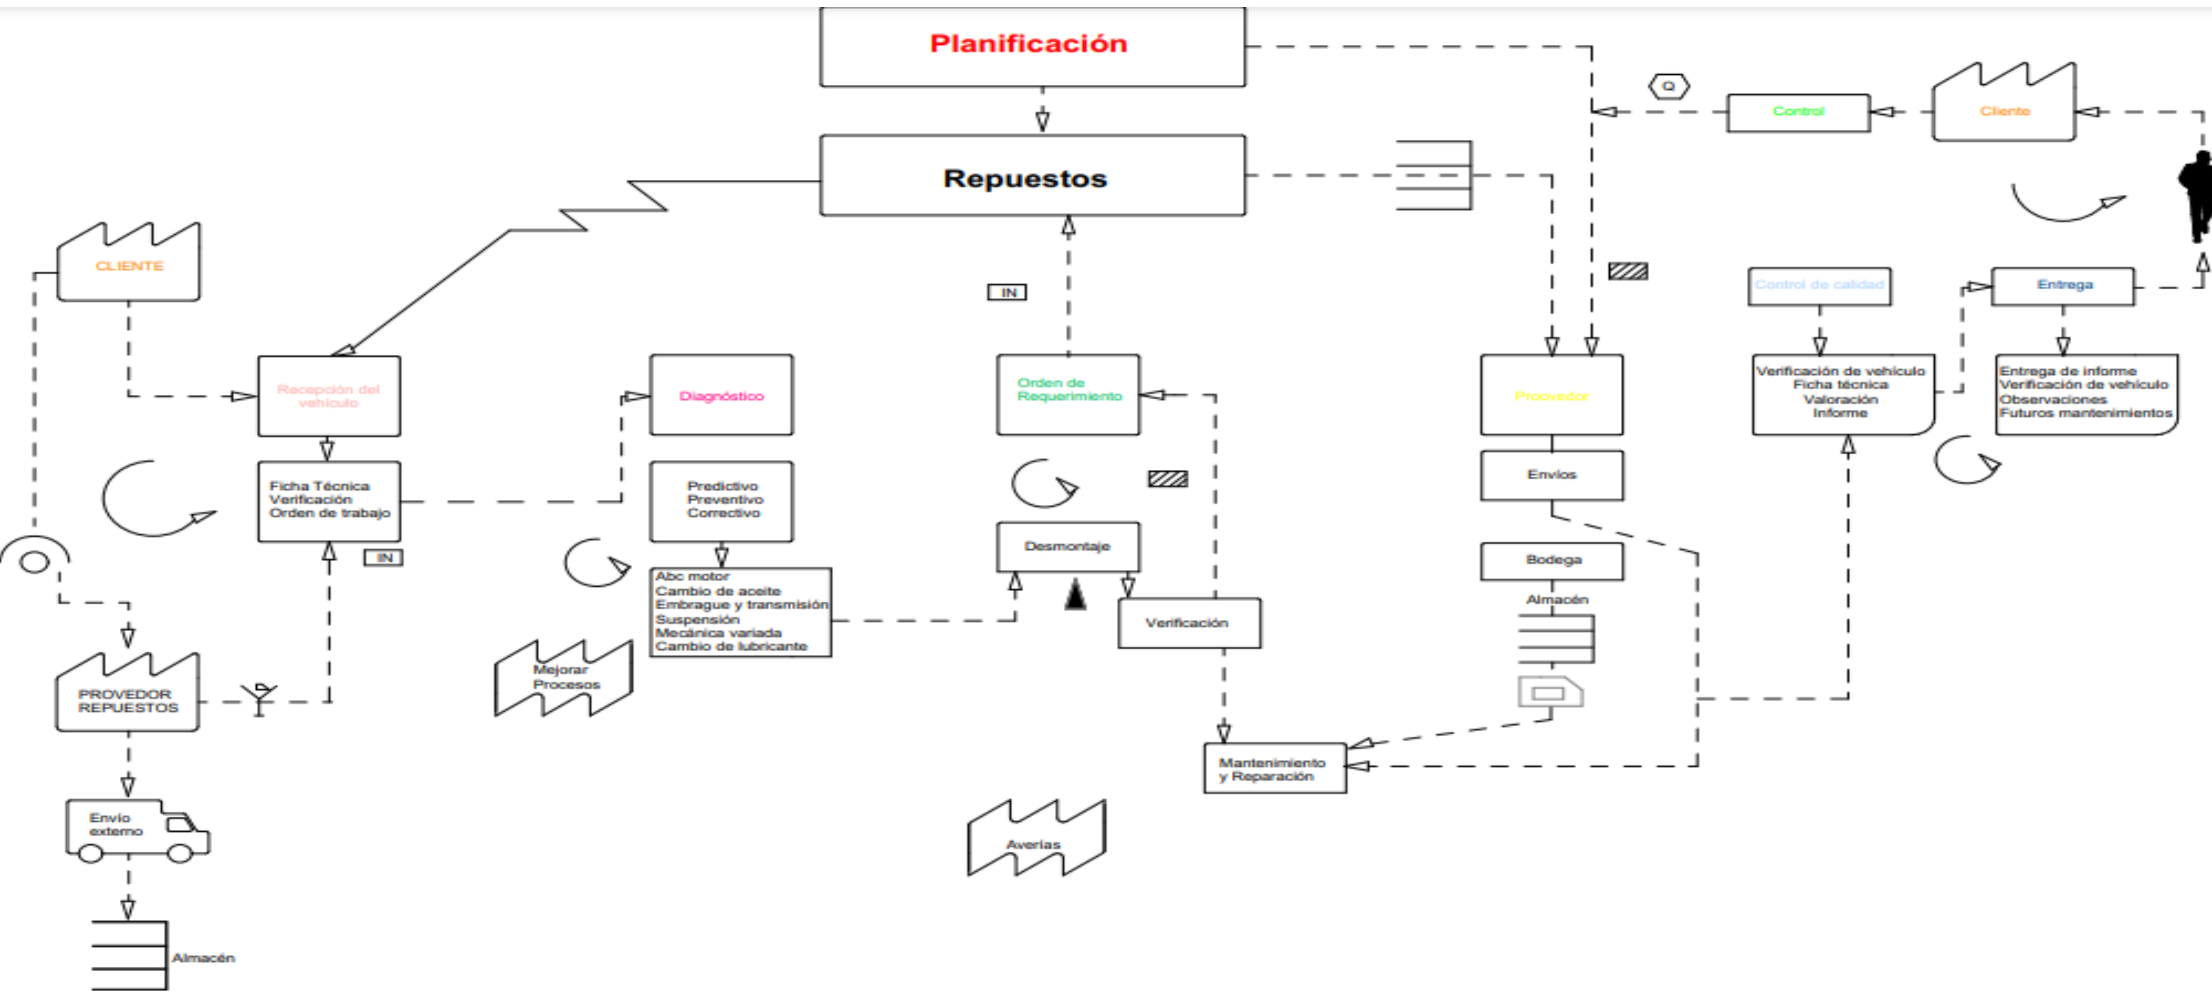 Planificación
Q
Control
Cliente
Repuestos
CLIENTE
IN
Control de calidad
Entrega
Recepción del
vehículo
Diagnóstico
Orden de
Requerimiento
Proovedor
Verificación de vehículo
Ficha técnica
Valoración
Informe
Entrega de informe
Verificación de vehículo
Observaciones
Futuros mantenimientos
Ficha Técnica
Verificación
Orden de trabajo
Predictivo
Preventivo
Correctivo
Envíos
IN
Desmontaje
Bodega
Abc motor
Cambio de aceite
Embrague y transmisión
Suspensión
Mecánica variada
Cambio de lubricante
Almacén
Verificación
Mejorar
Procesos
PROVEDOR
REPUESTOS
Mantenimiento
y Reparación
Envío
externo
Averías
Almacén